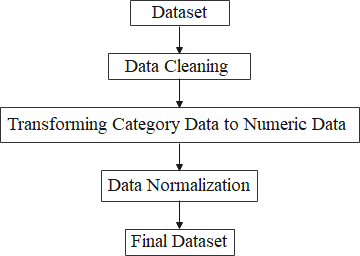 Dataset
Data Cleaning
Transforming Category Data to Numeric Data
Data Normalization
Final Dataset